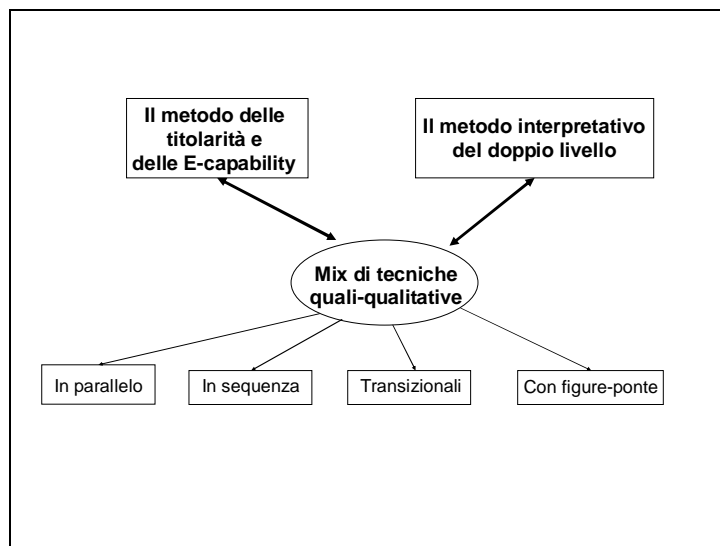 Il metodo delle
titolarità e
delle E-capability
Il metodo interpretativo
del doppio livello
Mix di tecniche
quali-qualitative
In parallelo
In sequenza
Transizionali
Con figure-ponte